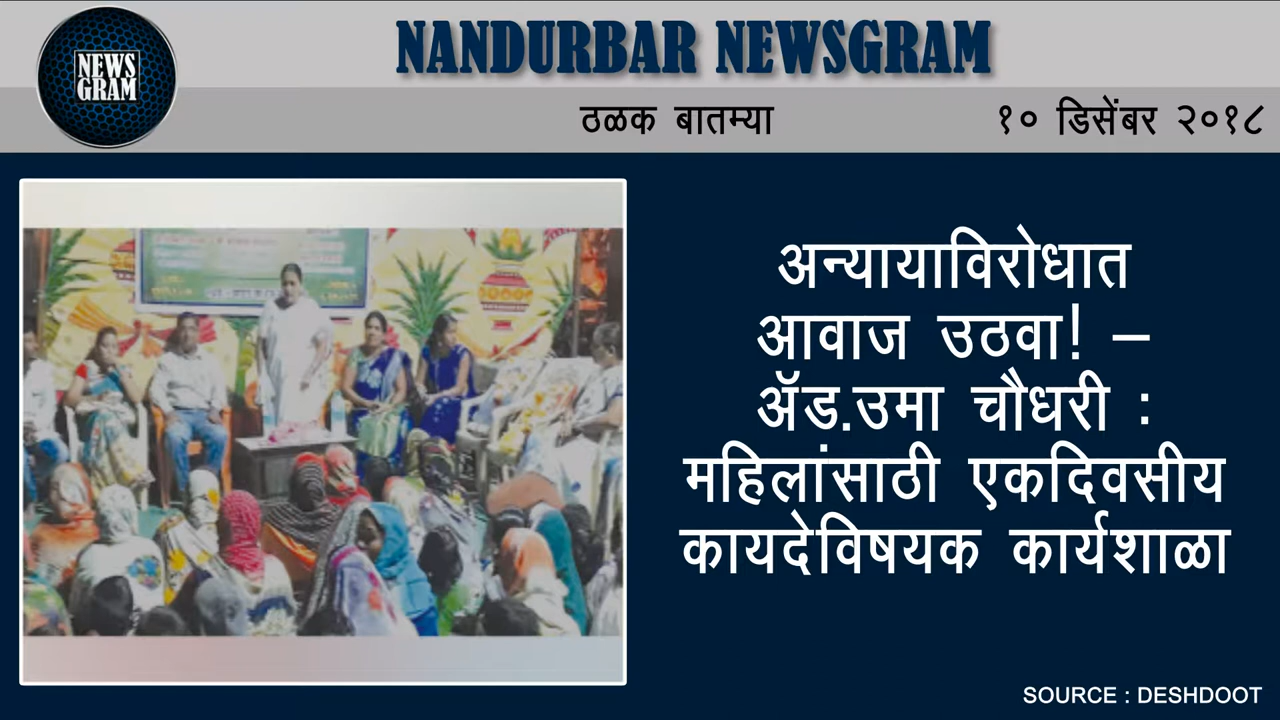 NEWS
GRAM
NANDURBAR NEWSGRAM
ठळक बातम्या
१० डिसेंबर २०१८
अन्यायाविरोधात
आवाज उठवा! –
ॲड.उमा चौधरी :
महिलांसाठी एकदिवसीय
कायदेविषयक कार्यशाळा
SOURCE : DESHDOOT